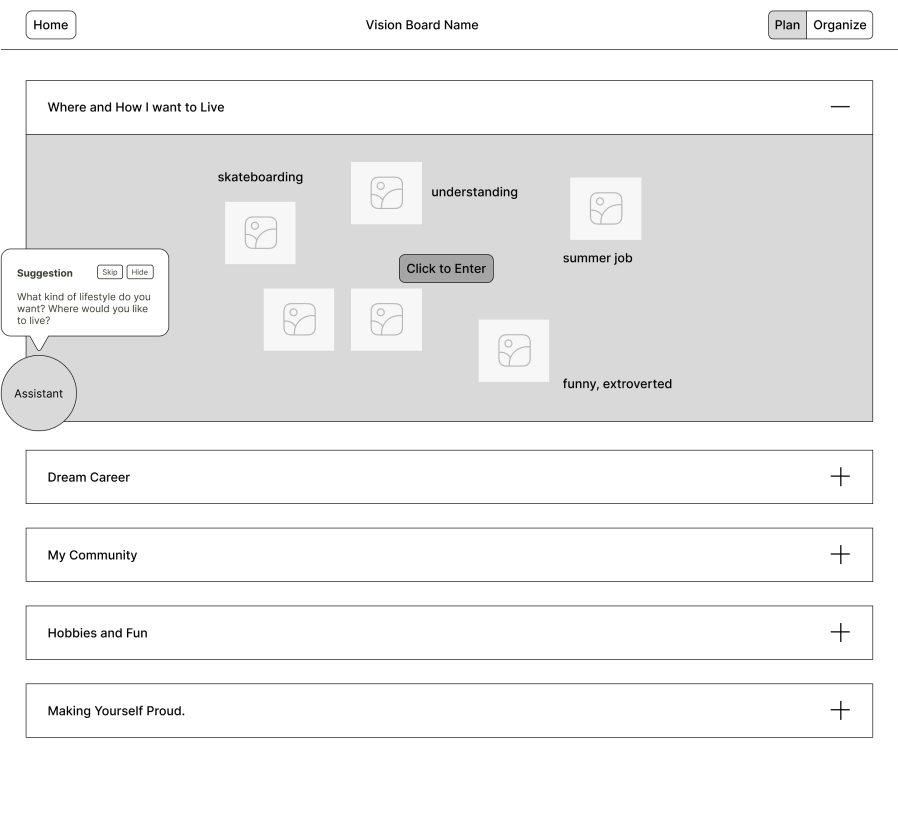 Home
Vision Board Name
Plan
Organize
Where and How I want to Live
skateboarding
understanding
summer job
Click to Enter
Suggestion
Skip
Hide
What kind of lifestyle do you
want? Where would you like
to live?
funny, extroverted
Assistant
Dream Career
My Community
Hobbies and Fun
Making Yourself Proud.